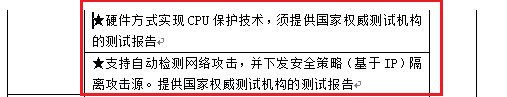 ★硬件方式实现 CPU 保护技术，须提供国家权威测试机构
的测试报告
★支持自动检测网络攻击，并下发安全策略（基于 IP）隔
离攻击源。提供国家权威测试机构的测试报告